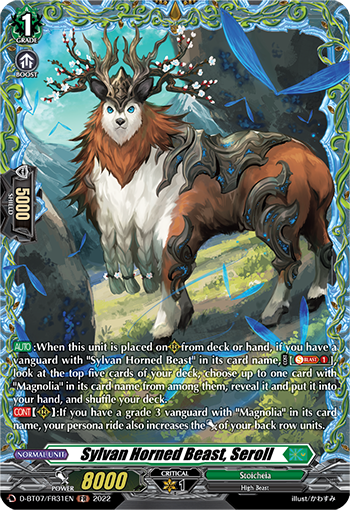 1
GRADE
BOOST
5000
SHIELD
AUTO :When this unit is placed on R from deck or hand, if you have a
vanguard with "Sylvan Horned Beast" in its card name, COST [SOUL BLAST 1],
look at the top five cards of your deck, choose up to one card with
"Magnolia" in its card name from among them, reveal it and put it into
your hand, and shuffle your deck.
CONT R :If you have a grade 3 vanguard with "Magnolia" in its card
name, your persona ride also increases the of your back row units.
NORMAL UNIT
Sylvan Horned Beast, Seroll
POWER 8000
CRITICAL
1
Stoicheia
High Beast
D-BT07/FR31EN FR 2022
illust/かわすみ